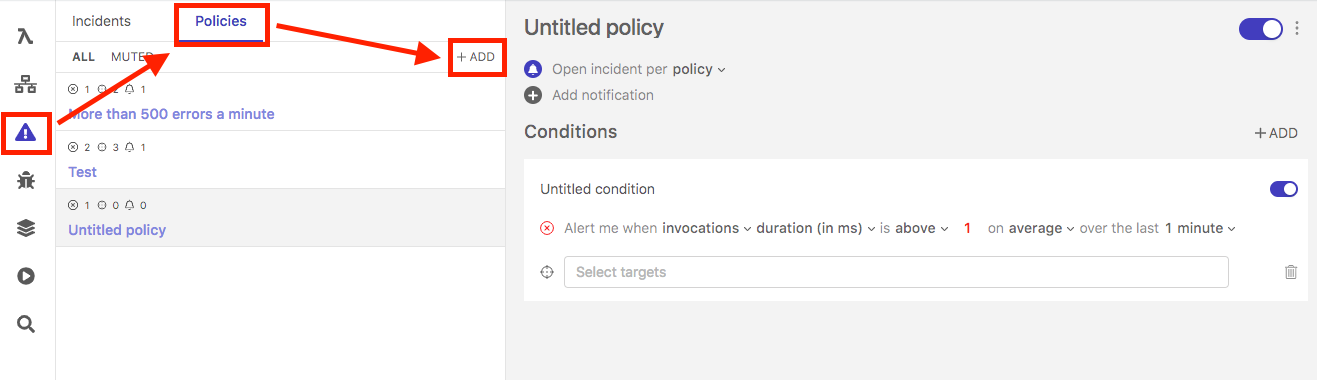 Incidents Policies
ALL MUTED + ADD
1 2 1
More than 500 errors a minute
2 3 1
Test
1 0 0
Untitled policy
Untitled policy
Open incident per policy
Add notification
Conditions + ADD
Untitled condition
Alert me when invocations duration (in ms) is above 1 on average over the last 1 minute
Select targets